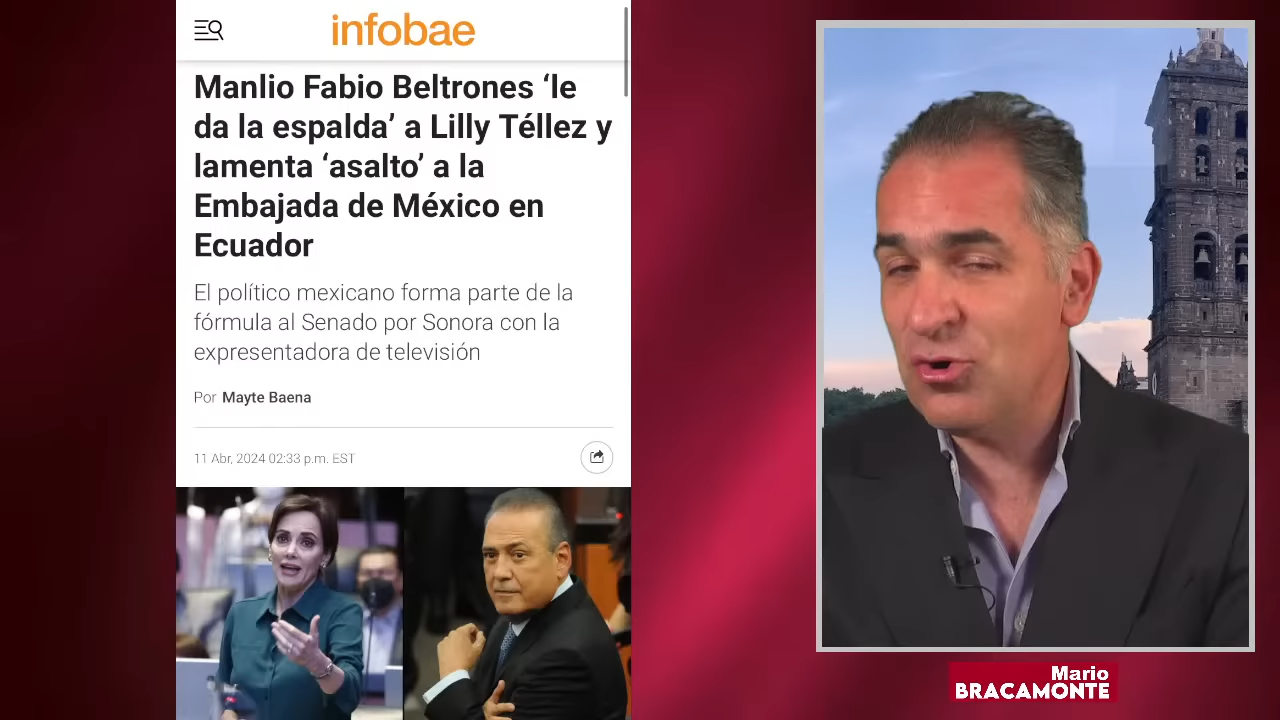 infobae
Manlio Fabio Beltrones ‘le
da la espalda’ a Lilly Téllez y
lamenta ‘asalto’ a la
Embajada de México en
Ecuador
El político mexicano forma parte de la
fórmula al Senado por Sonora con la
expresentadora de televisión
Por Mayte Baena
11 Abr, 2024 02:33 p.m. EST
Mario
BRACAMONTE